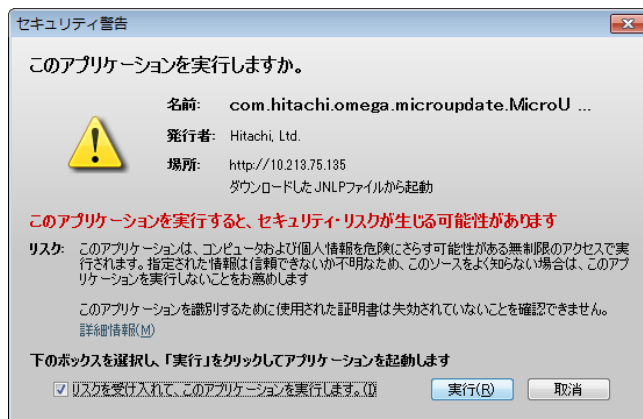 セキュリティ警告
このアプリケーションを実行しますか。
名前: com.hitachi.omega.microupdate.MicroU ...
発行者: Hitachi, Ltd.
場所: http://10.213.75.135
ダウンロードしたJNLPファイルから起動
このアプリケーションを実行すると、セキュリティ・リスクが生じる可能性があります
リスク: このアプリケーションは、コンピュータおよび個人情報を危険にさらす可能性がある無制限のアクセスで実
行されます。指定された情報は信頼できないか不明なため、このソースをよく知らない場合は、このアプ
リケーションを実行しないことをお薦めします
このアプリケーションを識別するために使用された証明書は失効されていないことを確認できません。
詳細情報(M)
下のボックスを選択し、「実行」をクリックしてアプリケーションを起動します
リスクを受け入れて、このアプリケーションを実行します。(I) 実行(R) 取消